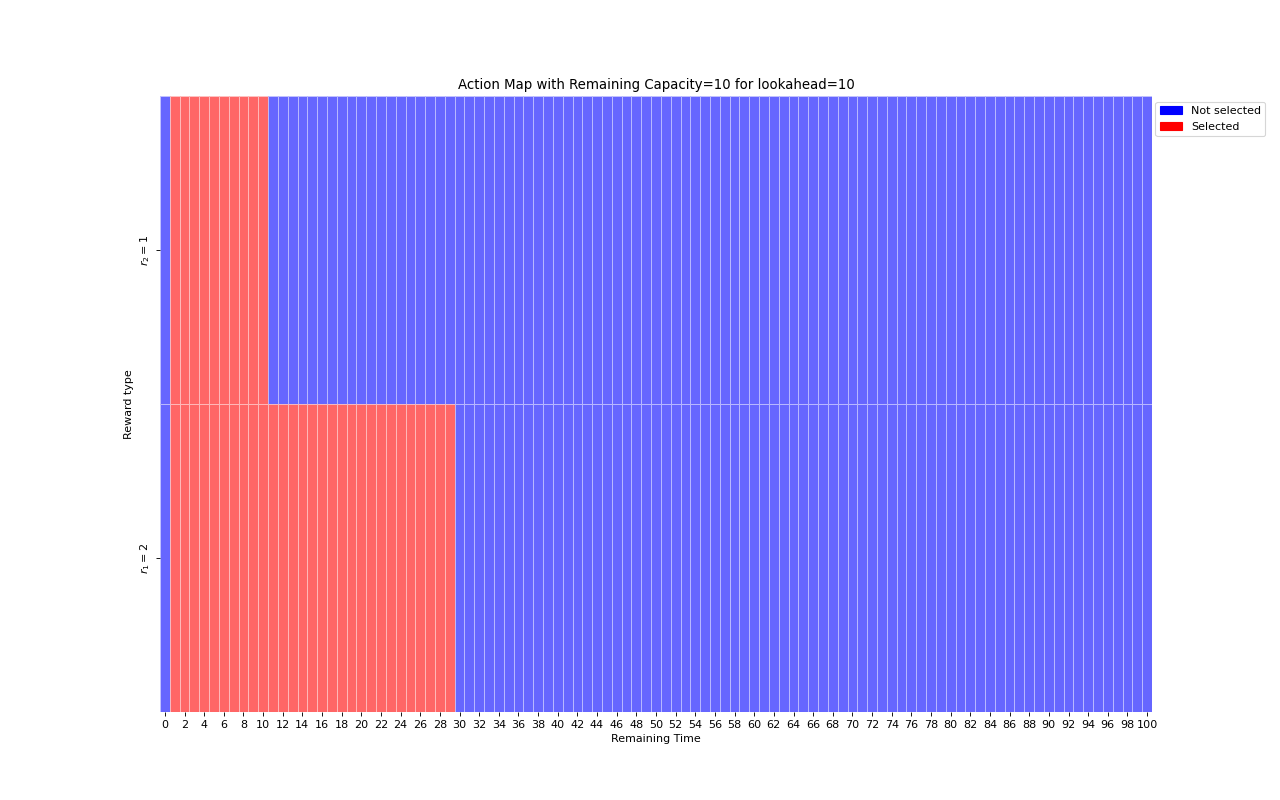 Action Map with Remaining Capacity=10 for lookahead=10
Not selected
Selected
r₂ = 1
Reward type
r₁ = 2
0 2 4 6 8 10 12 14 16 18 20 22 24 26 28 30 32 34 36 38 40 42 44 46 48 50 52 54 56 58 60 62 64 66 68 70 72 74 76 78 80 82 84 86 88 90 92 94 96 98 100
Remaining Time